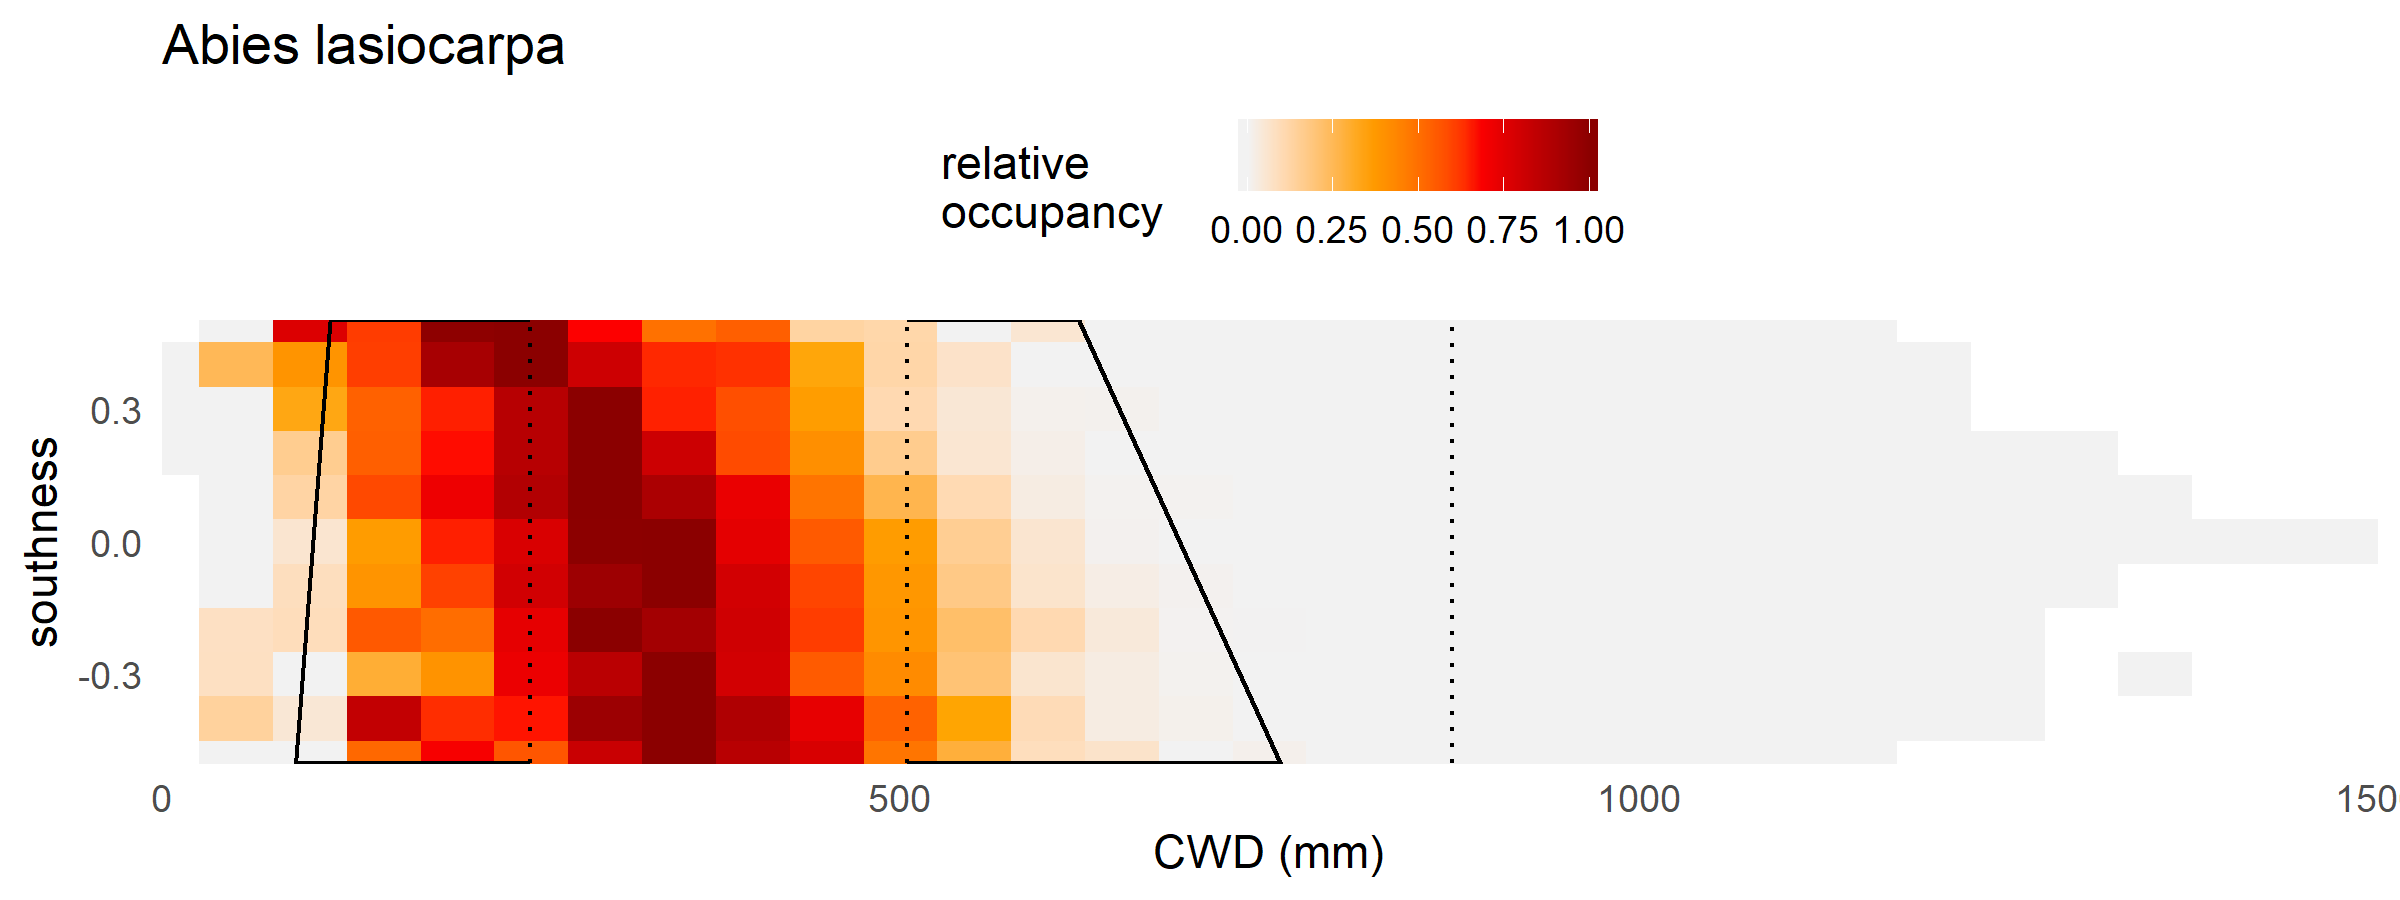 Abies lasiocarpa
relative
occupancy
0.00 0.25 0.50 0.75 1.00
southness
0.3
0.0
-0.3
0 500 1000 150
CWD (mm)